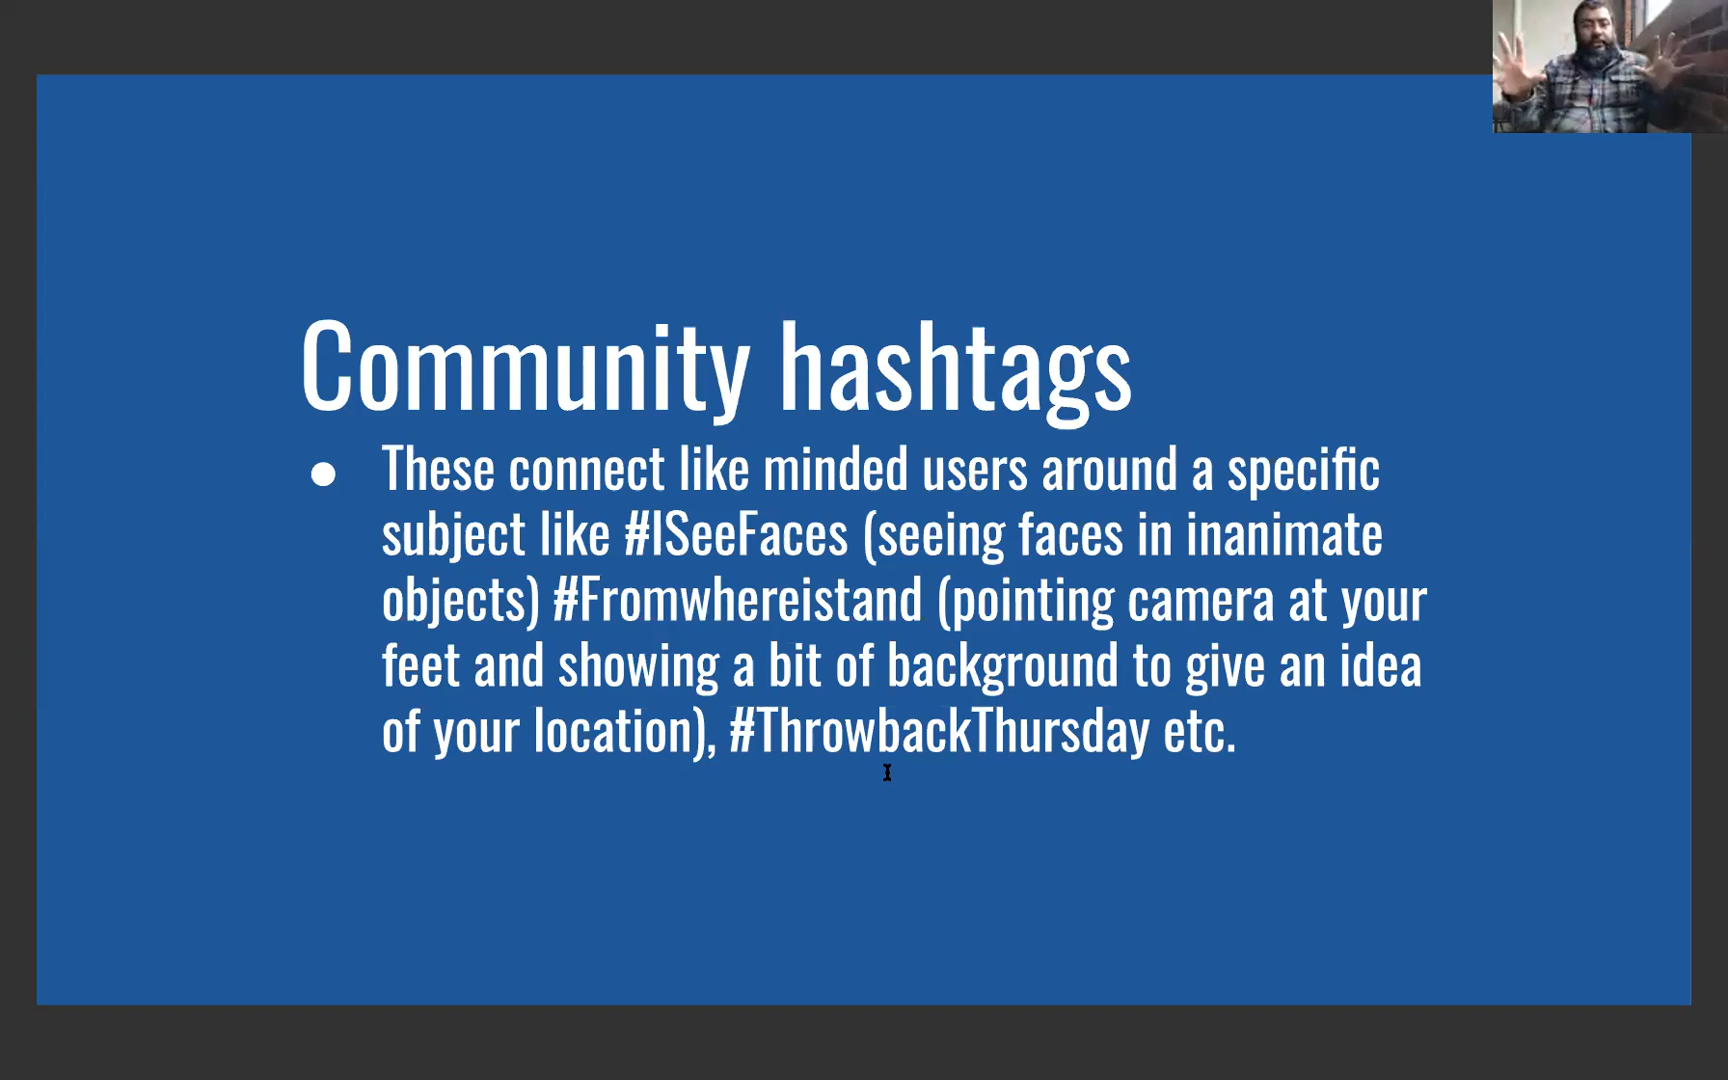 Community hashtags
● These connect like minded users around a specific
subject like #ISeeFaces (seeing faces in inanimate
objects) #Fromwhereistand (pointing camera at your
feet and showing a bit of background to give an idea
of your location), #ThrowbackThursday etc.